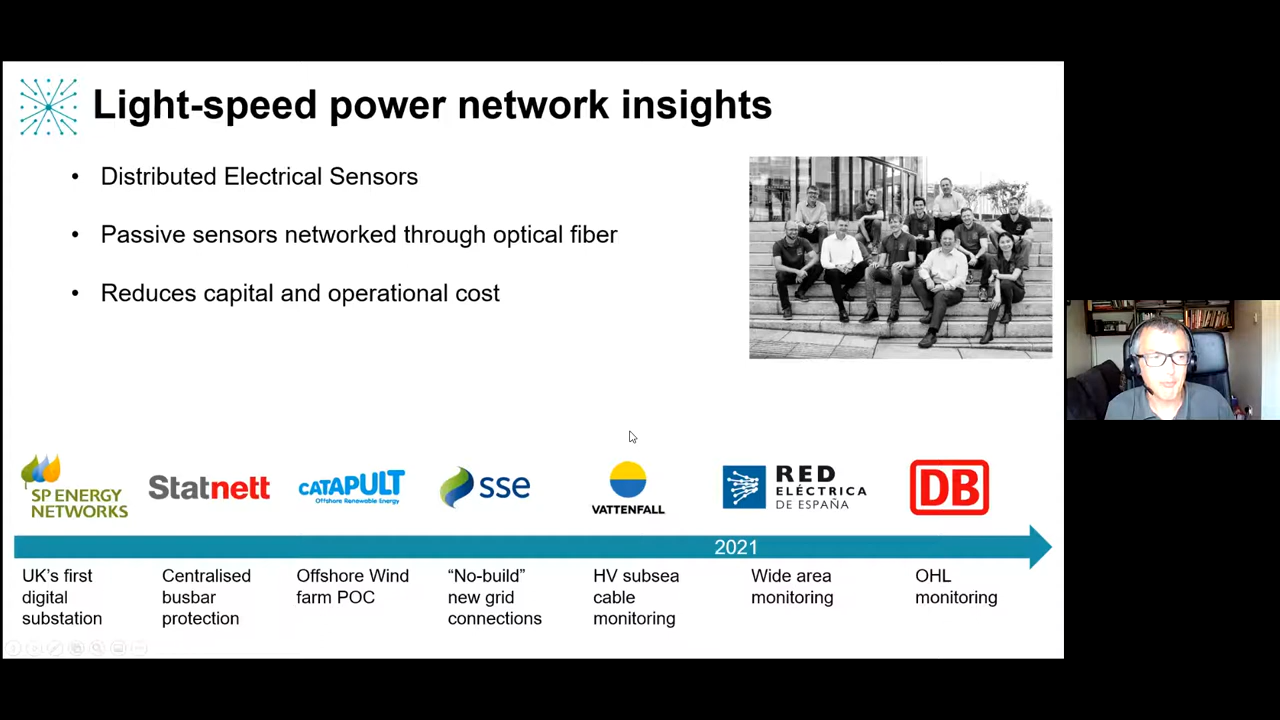 Light-speed power network insights
• Distributed Electrical Sensors
• Passive sensors networked through optical fiber
• Reduces capital and operational cost
SP ENERGY
NETWORKS
Statnett
CATAPULT
Offshore Renewable Energy
sse
VATTENFALL
RED
ELÉCTRICA
DE ESPAÑA
DB
2021
UK's first
digital
substation
Centralised
busbar
protection
Offshore Wind
farm POC
“No-build”
new grid
connections
HV subsea
cable
monitoring
Wide area
monitoring
OHL
monitoring